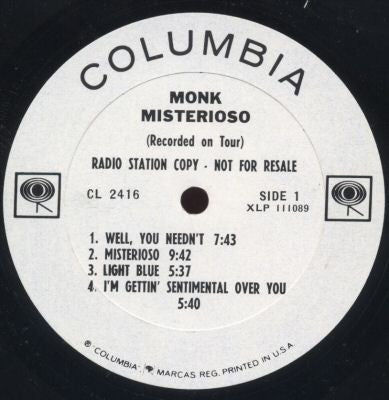 COLUMBIA
MONK
MISTERIOSO
(Recorded on Tour)
RADIO STATION COPY - NOT FOR RESALE
CL 2416
SIDE 1
XLP 111089
1. WELL, YOU NEEDN'T 7:43
2. MISTERIOSO 9:42
3. LIGHT BLUE 5:37
4. I'M GETTIN' SENTIMENTAL OVER YOU
5:40
® "COLUMBIA", MARCAS REG. PRINTED IN U.S.A.